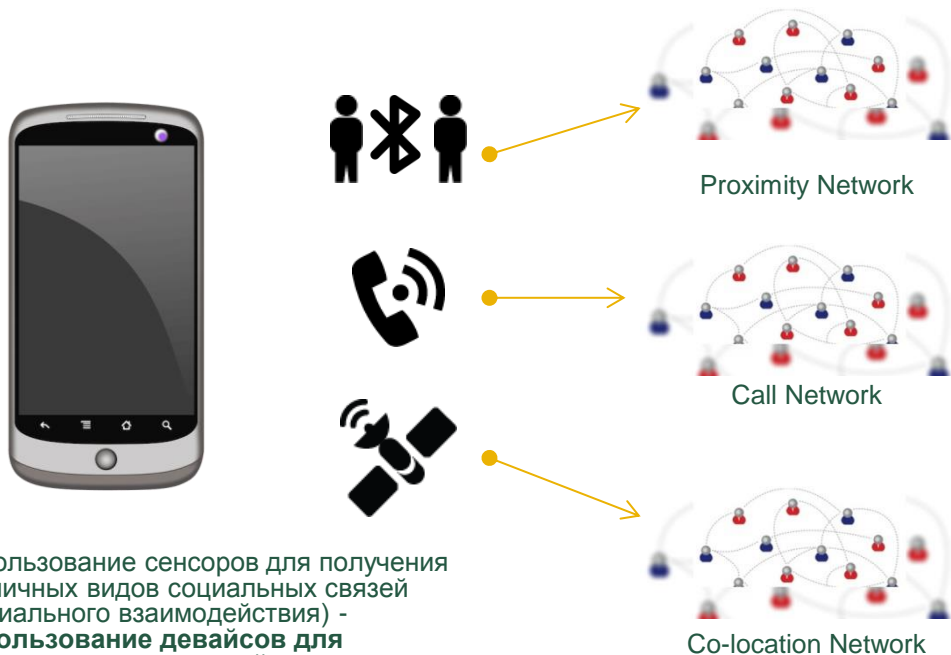 Proximity Network
Call Network
Co-location Network
ользование сенсоров для получения
личных видов социальных связей
иального взаимодействия) -
ользование девайсов для